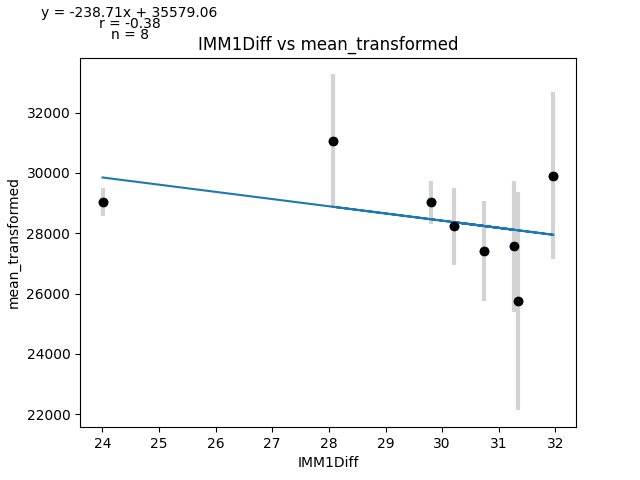 y = -238.71x + 35579.06
r = -0.38
n = 8
IMM1Diff vs mean_transformed
mean_transformed
32000
30000
28000
26000
24000
22000
24 25 26 27 28 29 30 31 32
IMM1Diff